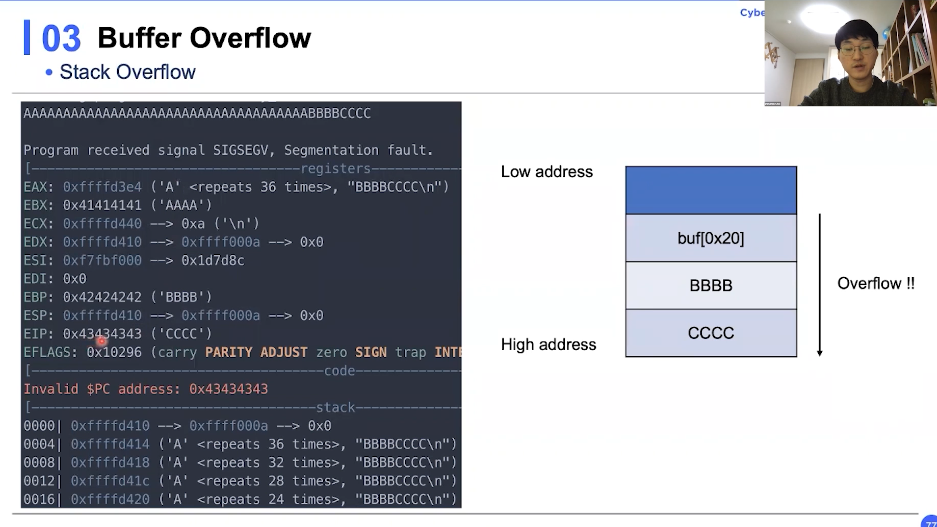 Cybe
03 Buffer Overflow
• Stack Overflow
AAAAAAAAAAAAAAAAAAAAAAAAAAAAAAAAAAAABBBBCCCC
Program received signal SIGSEGV, Segmentation fault.
[----------------------------------registers-----------
EAX: 0xffffd3e4 ('A' <repeats 36 times>, "BBBBCCCC\n")
EBX: 0x41414141 ('AAAA')
ECX: 0xffffd440 --> 0xa ('\n')
EDX: 0xffffd410 --> 0xffff000a --> 0x0
ESI: 0xf7fbf000 --> 0x1d7d8c
EDI: 0x0
EBP: 0x42424242 ('BBBB')
ESP: 0xffffd410 --> 0xffff000a --> 0x0
EIP: 0x43434343 ('CCCC')
EFLAGS: 0x10296 (carry PARITY ADJUST zero SIGN trap INTE
[-------------------------------------code-------------
Invalid $PC address: 0x43434343
[------------------------------------stack-------------
0000| 0xffffd410 --> 0xffff000a --> 0x0
0004| 0xffffd414 ('A' <repeats 36 times>, "BBBBCCCC\n")
0008| 0xffffd418 ('A' <repeats 32 times>, "BBBBCCCC\n")
0012| 0xffffd41c ('A' <repeats 28 times>, "BBBBCCCC\n")
0016| 0xffffd420 ('A' <repeats 24 times>, "BBBBCCCC\n")
Low address
buf[0x20]
BBBB
Overflow !!
CCCC
High address